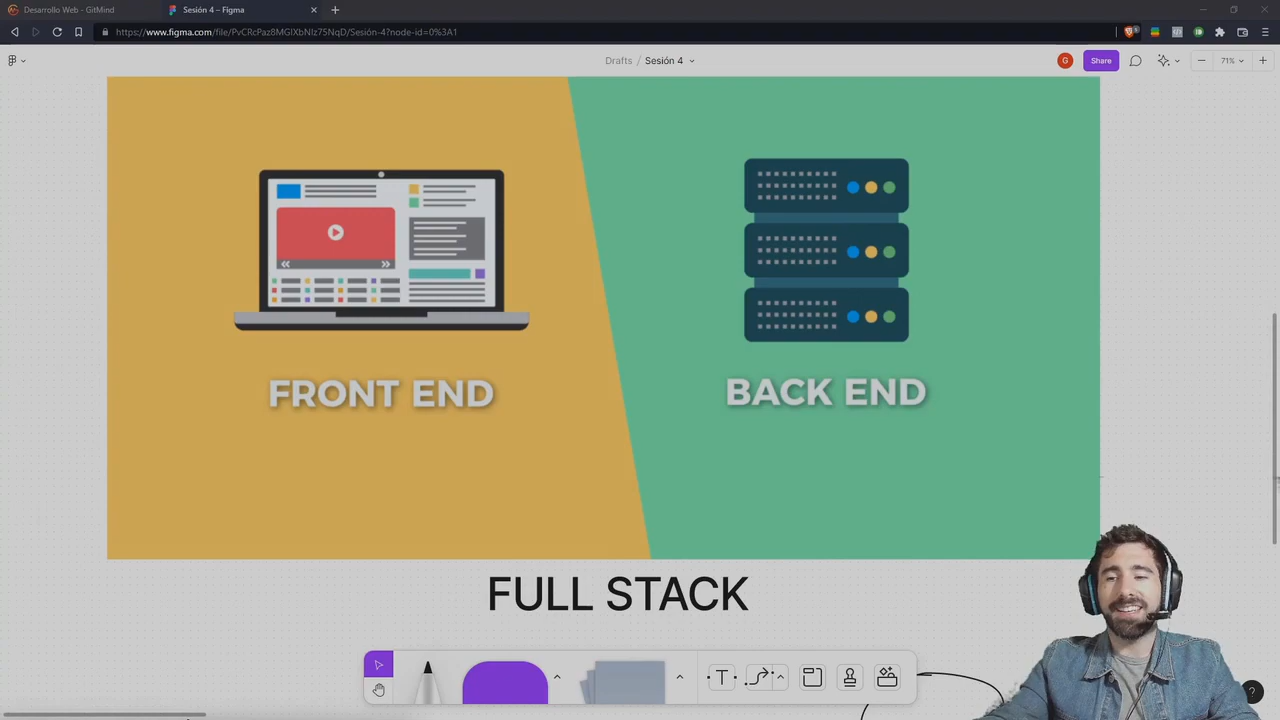 Desarrollo Web - GitMind
Sesión 4 – Figma
https://www.figma.com/file/PvCRcPaz8MGIXbNIz75NqD/Sesión-4?node-id=0%3A1
Drafts / Sesión 4
G
Share
71%
FRONT END
BACK END
FULL STACK
T
?